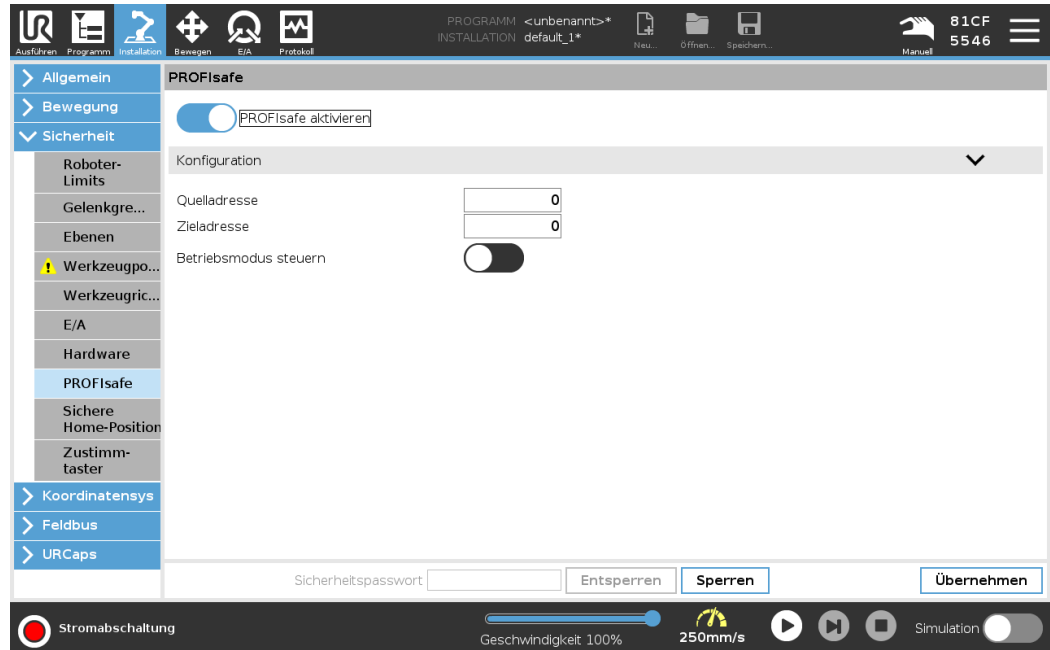 PROGRAMM <unbenannt>*
INSTALLATION default_1*
Ausführen Programm Installation Bewegen E/A Protokoll
Neu... Öffnen... Speichern...
Manuell
81CF
5546
Allgemein
Bewegung
Sicherheit
Roboter-
Limits
Gelenkgre...
Ebenen
Werkzeugpo...
Werkzeugric...
E/A
Hardware
PROFIsafe
Sichere
Home-Position
Zustimm-
taster
Koordinatensys
Feldbus
URCaps
PROFIsafe
PROFIsafe aktivieren
Konfiguration
Quelladresse 0
Zieladresse 0
Betriebsmodus steuern
Sicherheitspasswort Entsperren Sperren Übernehmen
Stromabschaltung
Geschwindigkeit 100%
250mm/s
Simulation